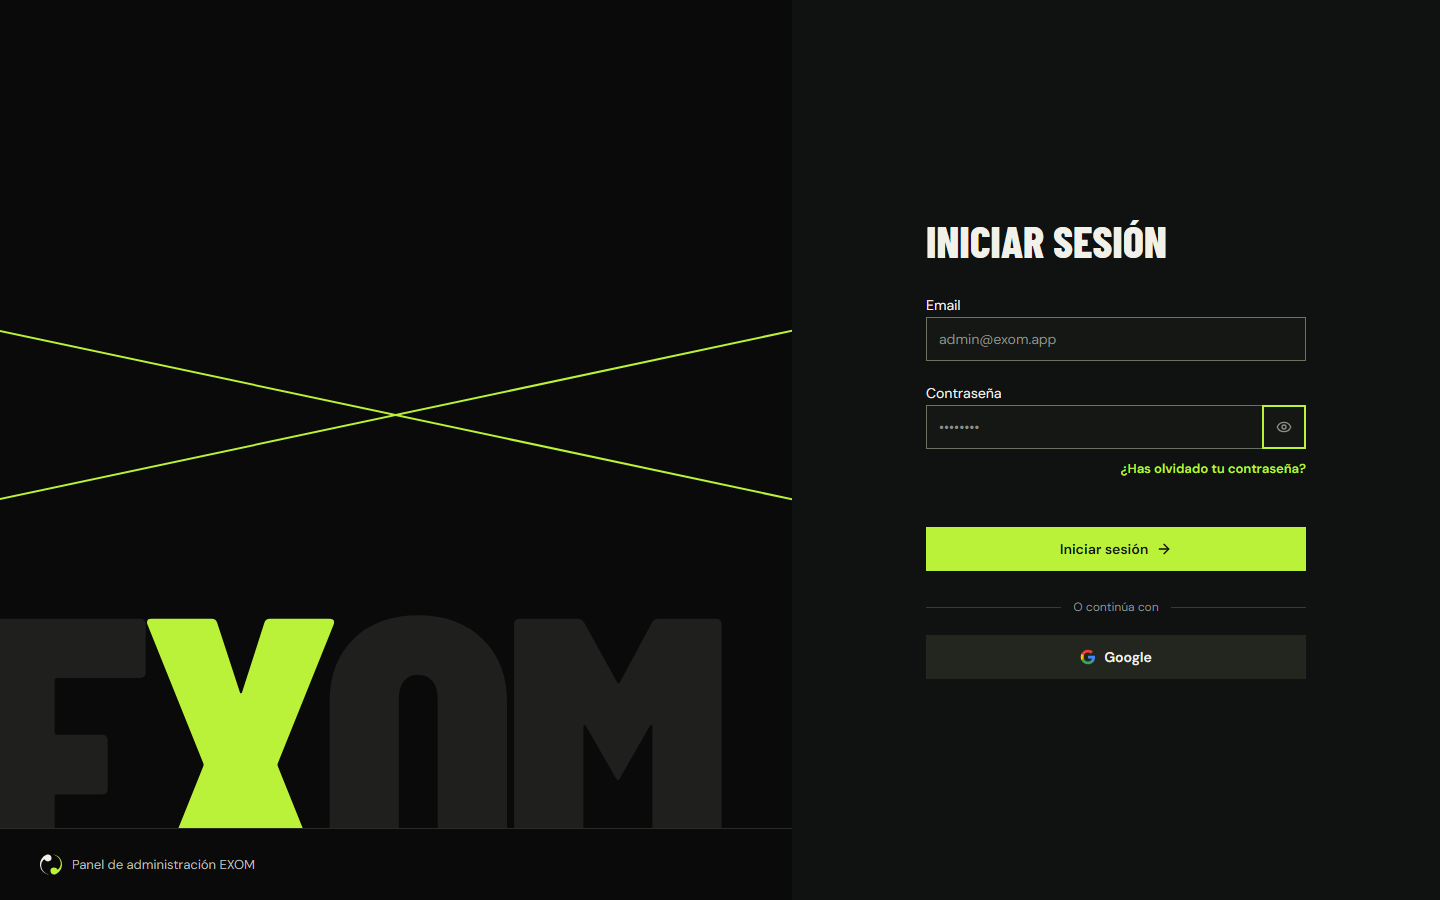 EXOM
Panel de administración EXOM
INICIAR SESIÓN
Email
admin@exom.app
Contraseña
••••••••
¿Has olvidado tu contraseña?
Iniciar sesión →
O continúa con
Google